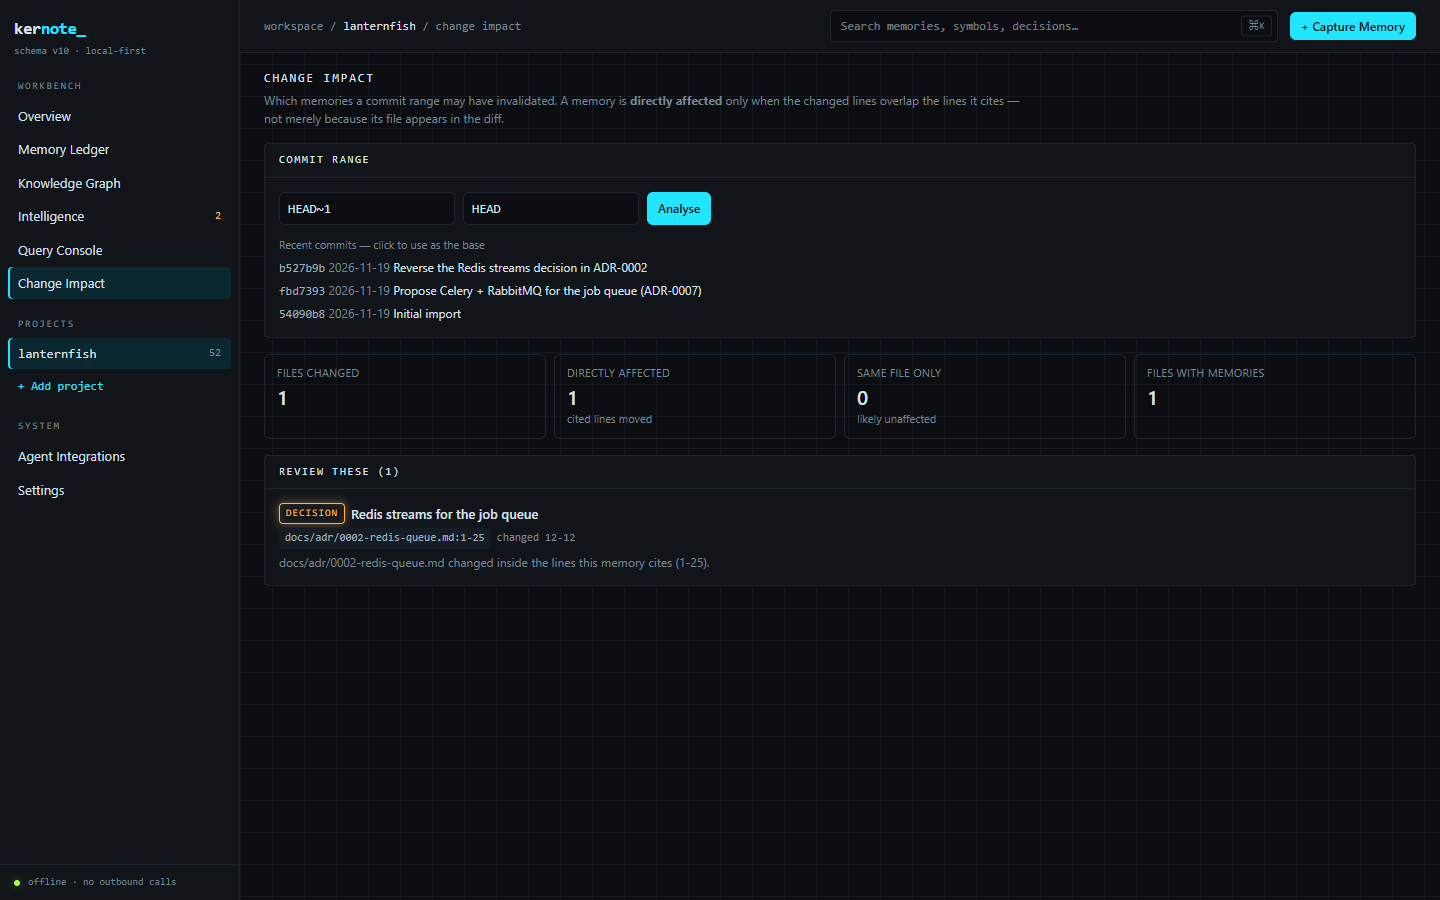 kernote_
schema v10 · local-first
WORKBENCH
Overview
Memory Ledger
Knowledge Graph
Intelligence 2
Query Console
Change Impact
PROJECTS
lanternfish 52
+ Add project
SYSTEM
Agent Integrations
Settings
offline · no outbound calls
workspace / lanternfish / change impact
Search memories, symbols, decisions…
⌘K
+ Capture Memory
CHANGE IMPACT
Which memories a commit range may have invalidated. A memory is directly affected only when the changed lines overlap the lines it cites —
not merely because its file appears in the diff.
COMMIT RANGE
HEAD~1
HEAD
Analyse
Recent commits — click to use as the base
b527b9b 2026-11-19 Reverse the Redis streams decision in ADR-0002
fbd7393 2026-11-19 Propose Celery + RabbitMQ for the job queue (ADR-0007)
54090b8 2026-11-19 Initial import
FILES CHANGED
1
DIRECTLY AFFECTED
1
cited lines moved
SAME FILE ONLY
0
likely unaffected
FILES WITH MEMORIES
1
REVIEW THESE (1)
DECISION Redis streams for the job queue
docs/adr/0002-redis-queue.md:1-25 changed 12-12
docs/adr/0002-redis-queue.md changed inside the lines this memory cites (1-25).